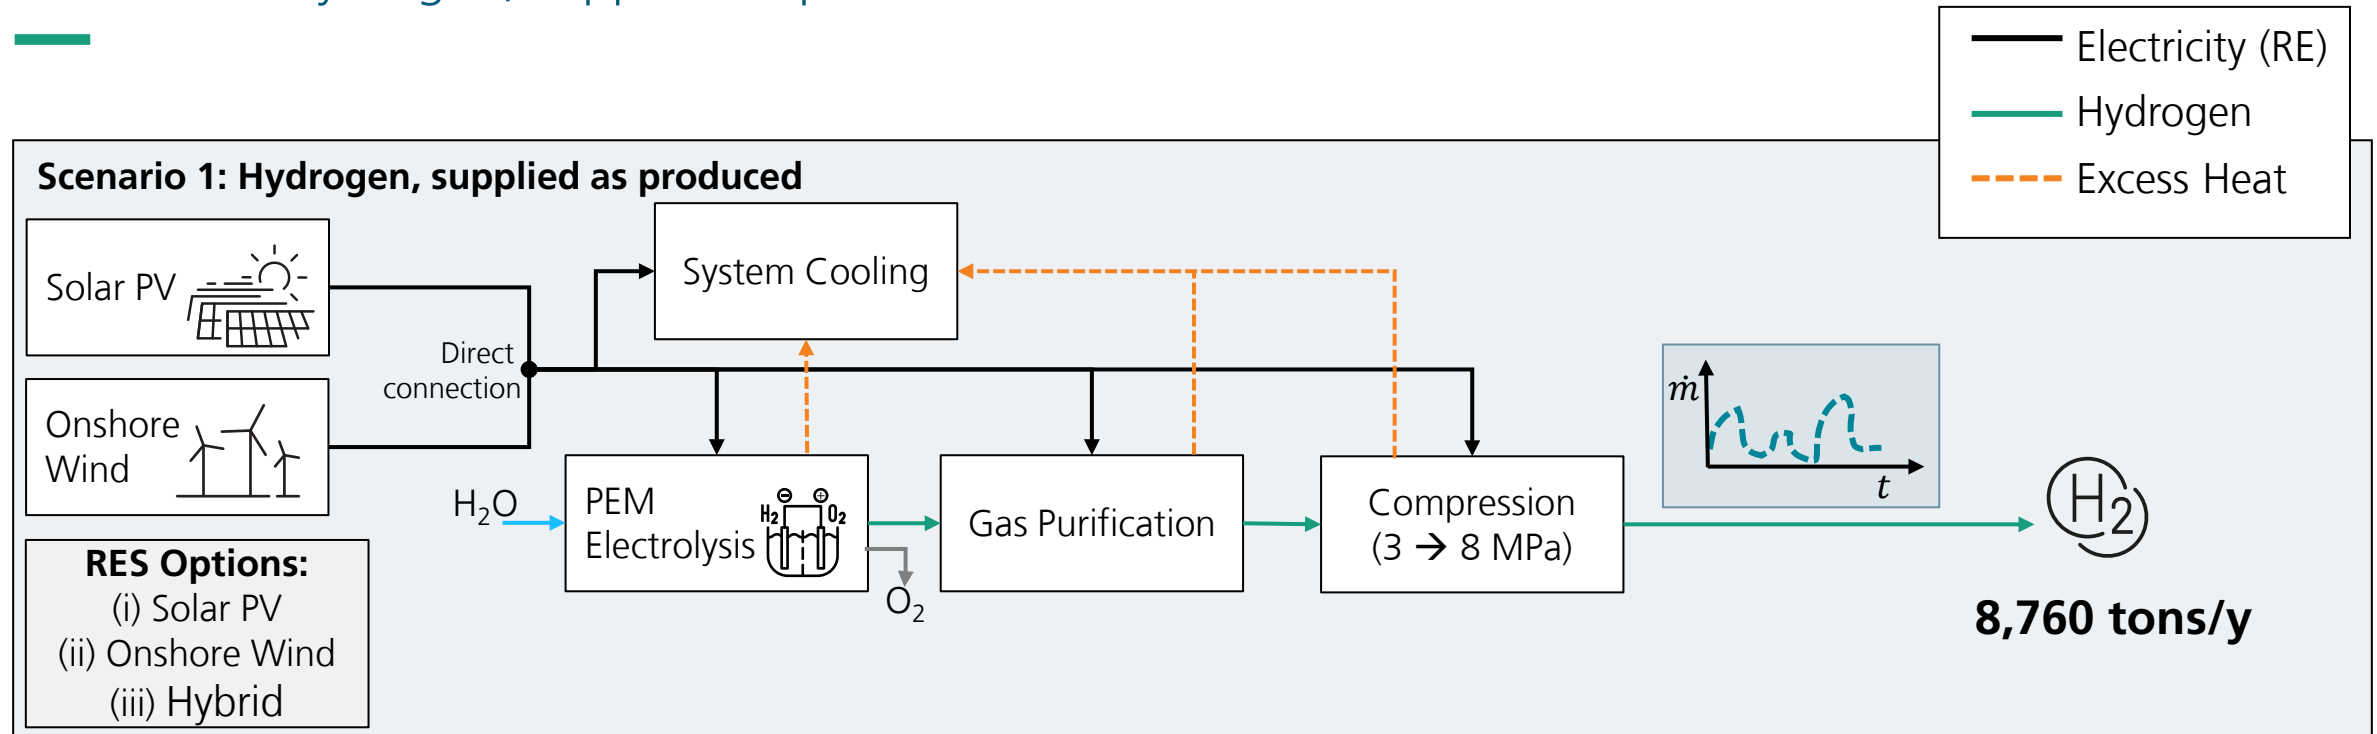 Electricity (RE)
Hydrogen
Excess Heat
Scenario 1: Hydrogen, supplied as produced
Solar PV
System Cooling
Direct
connection
Onshore
Wind
ṁ
t
H₂O
PEM
Electrolysis
H₂
O₂
O₂
Gas Purification
Compression
(3 → 8 MPa)
H₂
8,760 tons/y
RES Options:
(i) Solar PV
(ii) Onshore Wind
(iii) Hybrid